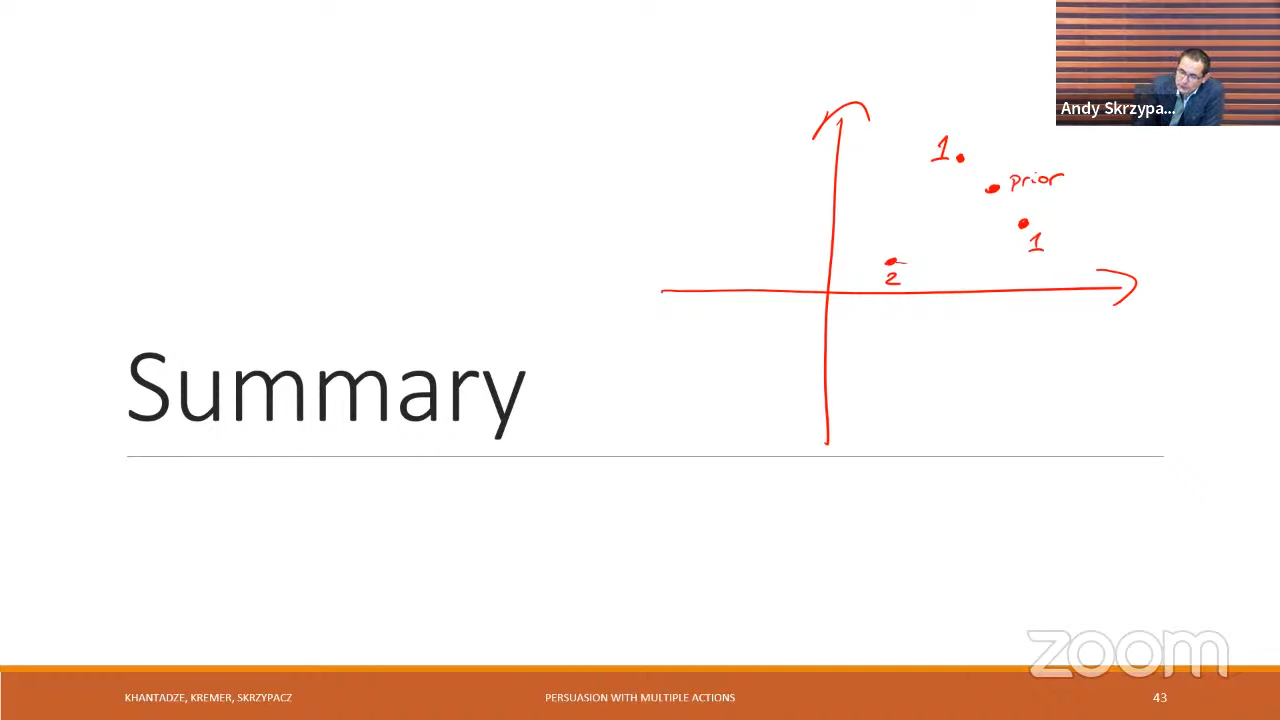 Andy Skrzypa...
1
prior
1
2
Summary
zoom
KHANTADZE, KREMER, SKRZYPACZ
PERSUASION WITH MULTIPLE ACTIONS
43